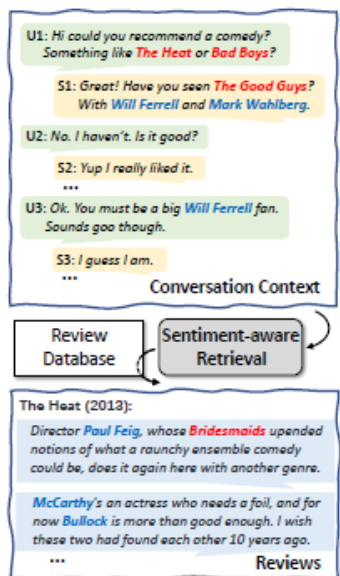 U1: Hi could you recommend a comedy?
Something like The Heat or Bad Boys?
S1: Great! Have you seen The Good Guys?
With Will Ferrell and Mark Wahlberg.
U2: No. I haven't. Is it good?
S2: Yup I really liked it.
...
U3: Ok. You must be a big Will Ferrell fan.
Sounds goo though.
S3: I guess I am.
...
Conversation Context
Review
Database
Sentiment-aware
Retrieval
The Heat (2013):
Director Paul Feig, whose Bridesmaids upended
notions of what a raunchy ensemble comedy
could be, does it again here with another genre.
McCarthy's an actress who needs a foil, and for
now Bullock is more than good enough. I wish
these two had found each other 10 years ago.
...
Reviews